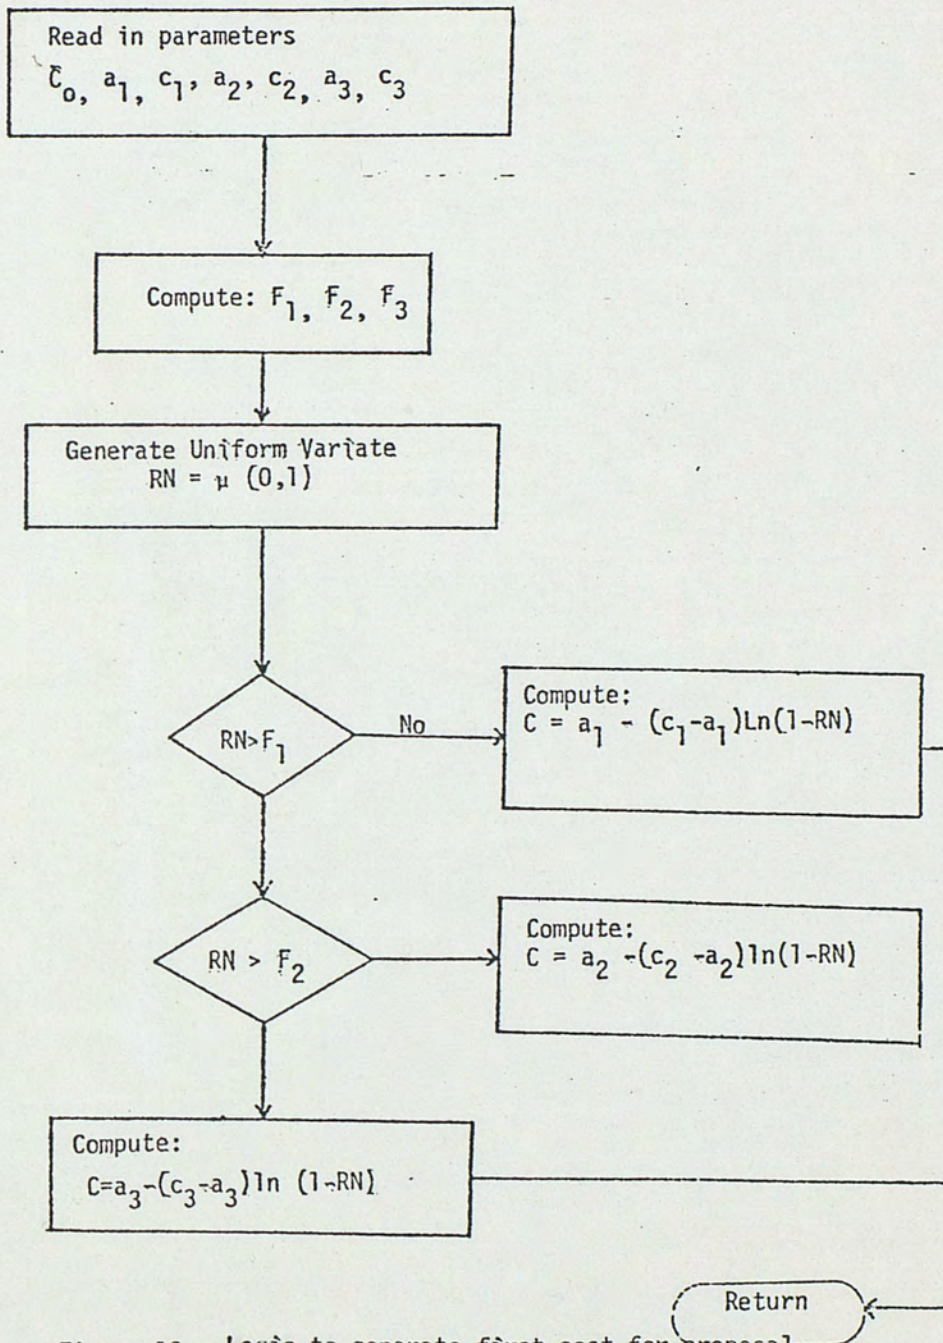 Read in parameters
C̄₀, a₁, c₁, a₂, c₂, a₃, c₃
Compute: F₁, F₂, F₃
Generate Uniform Variate
RN = μ (0,1)
RN>F₁
No
Compute:
C = a₁ - (c₁-a₁)Ln(1-RN)
RN > F₂
Compute:
C = a₂ -(c₂ -a₂)ln(1-RN)
Compute:
C=a₃-(c₃-a₃)ln (1-RN)
Return
Logic to generate first cost for proposal